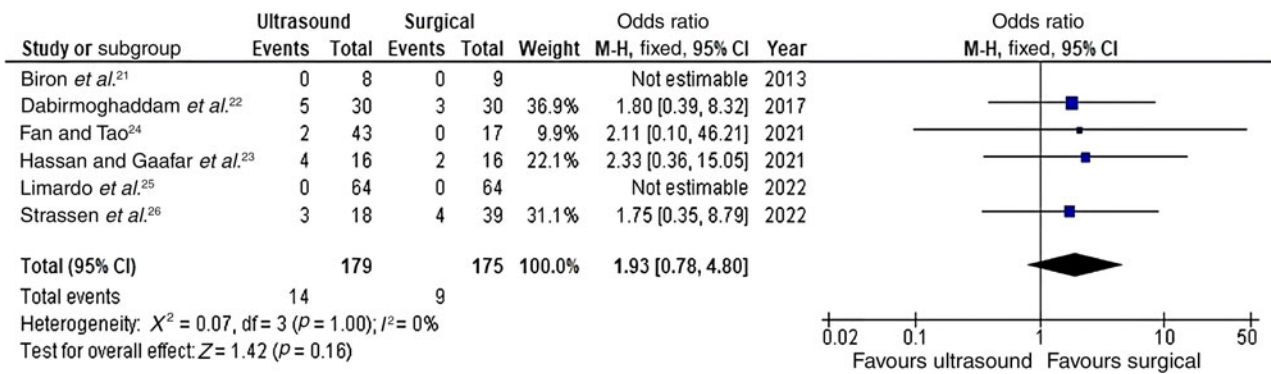 Ultrasound Surgical Odds ratio Odds ratio
Study or subgroup Events Total Events Total Weight M-H, fixed, 95% CI Year M-H, fixed, 95% CI
Biron et al.²¹ 0 8 0 9 Not estimable 2013
Dabirmoghaddam et al.²² 5 30 3 30 36.9% 1.80 [0.39, 8.32] 2017
Fan and Tao²⁴ 2 43 0 17 9.9% 2.11 [0.10, 46.21] 2021
Hassan and Gaafar et al.²³ 4 16 2 16 22.1% 2.33 [0.36, 15.05] 2021
Limardo et al.²⁵ 0 64 0 64 Not estimable 2022
Strassen et al.²⁶ 3 18 4 39 31.1% 1.75 [0.35, 8.79] 2022
Total (95% CI) 179 175 100.0% 1.93 [0.78, 4.80]
Total events 14 9
Heterogeneity: X² = 0.07, df = 3 (p = 1.00); I² = 0%
Test for overall effect: Z = 1.42 (p = 0.16)
0.02 0.1 1 10 50
Favours ultrasound Favours surgical